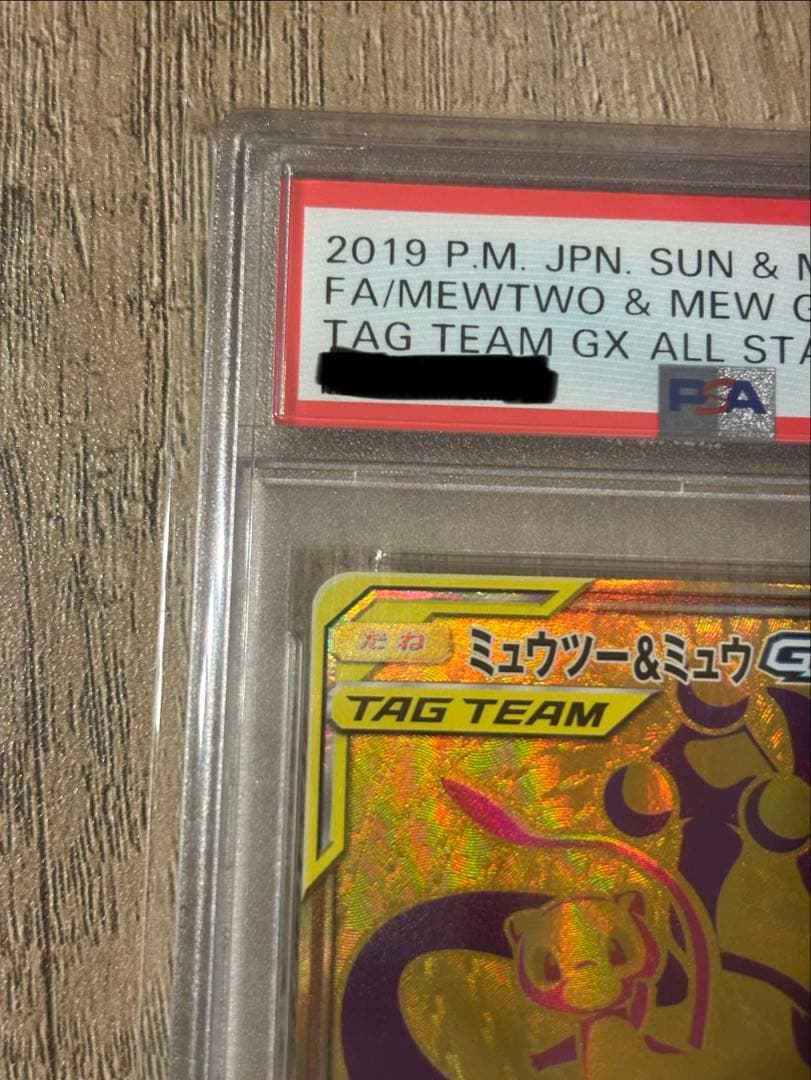 2019 P.M. JPN. SUN & M
FA/MEWTWO & MEW G
TAG TEAM GX ALL STA
PSA
たね ミュウツー&ミュウ G
TAG TEAM